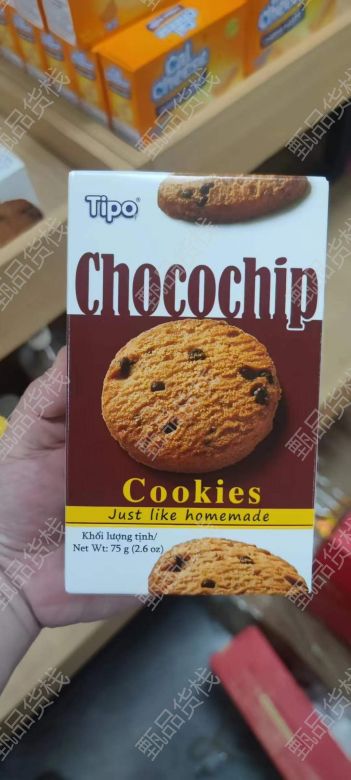 Tipo®
Chocochip
Cookies
Just like homemade
Khối lượng tịnh/
Net Wt: 75 g (2.6 oz)
甄品货栈